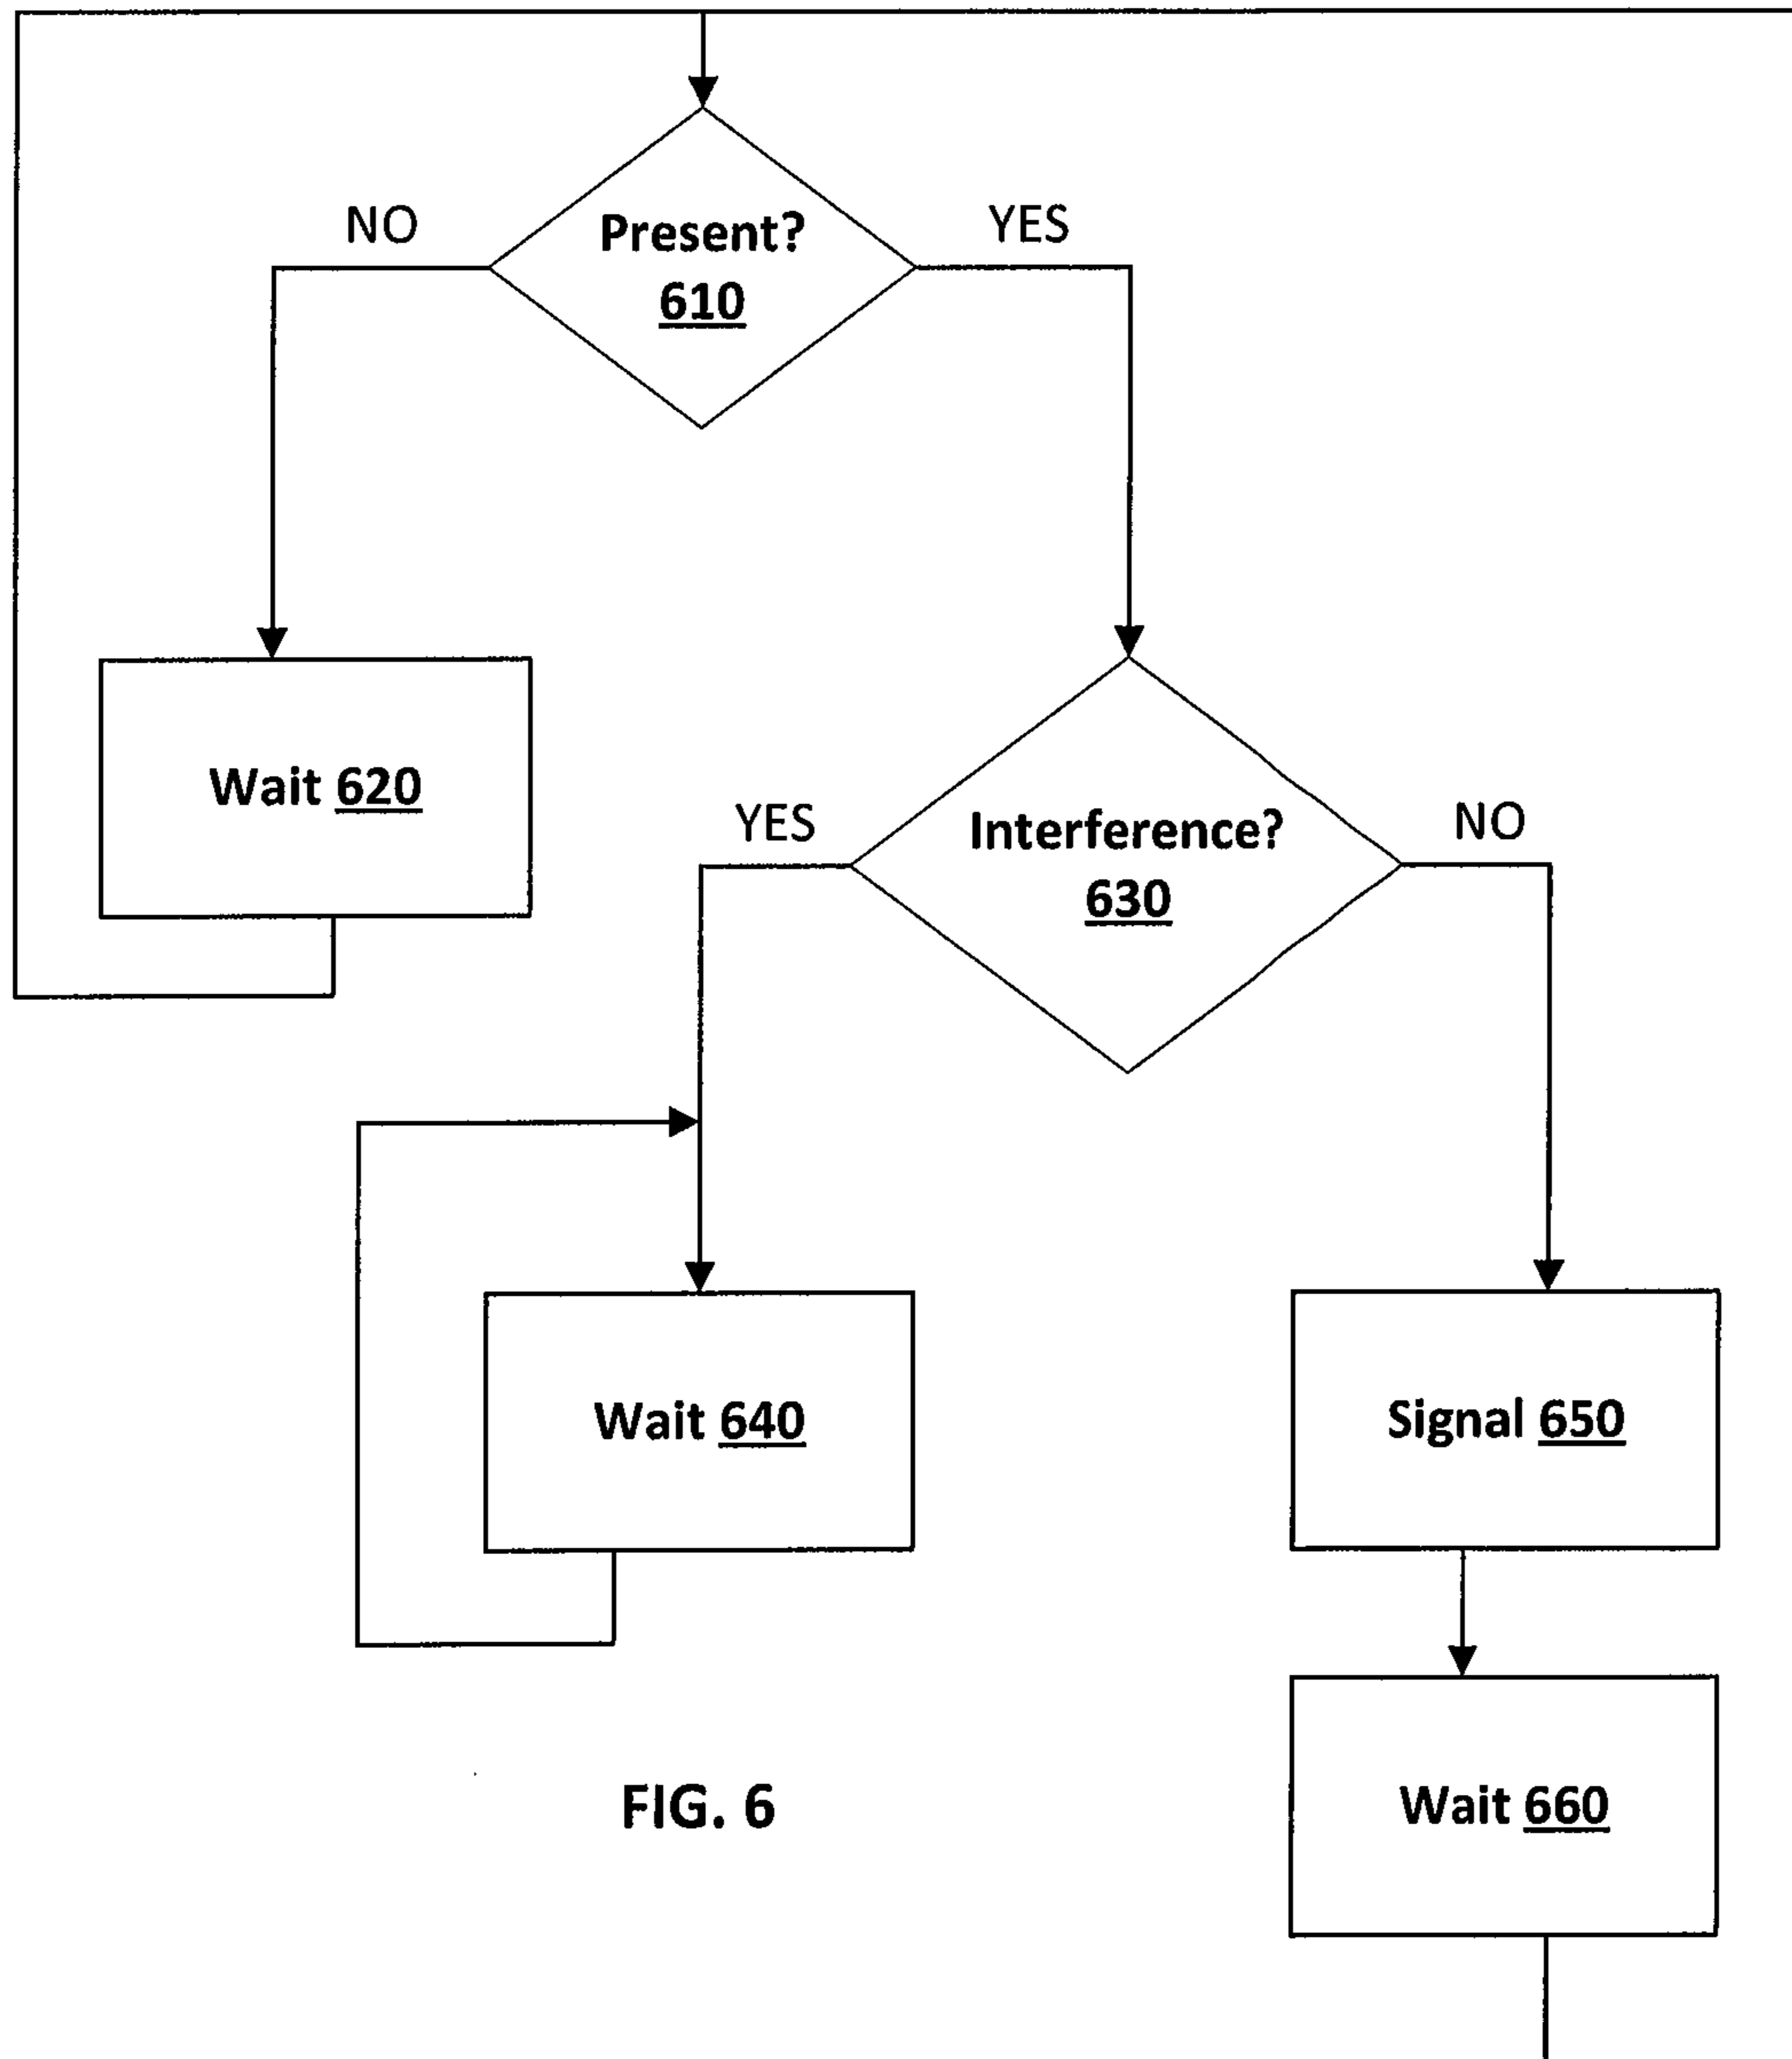 NO
Present?
610
YES
Wait 620
YES
Interference?
630
NO
Wait 640
Signal 650
Wait 660
FIG. 6